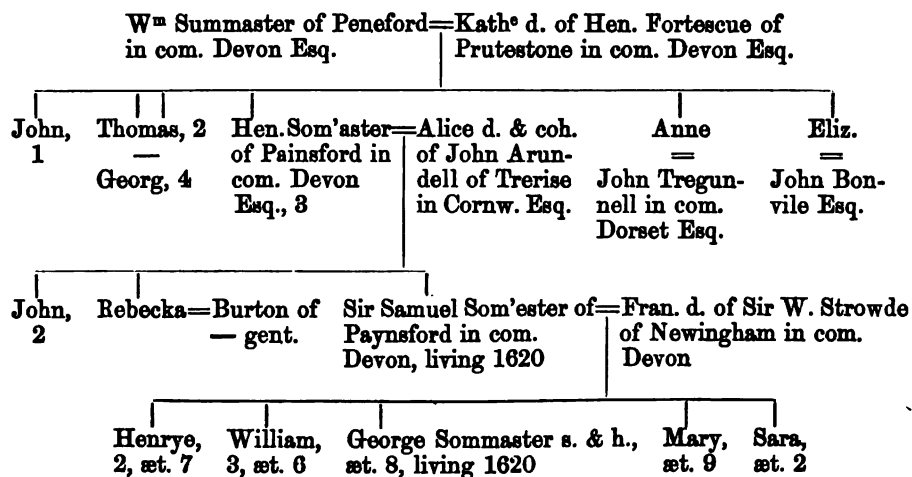 Wᵐ Summaster of Peneford=Kathᵉ d. of Hen. Fortescue of
in com. Devon Esq. Prutestone in com. Devon Esq.
John, Thomas, 2 Hen. Som'aster=Alice d. & coh. Anne Eliz.
1 — of Painsford in of John Arun- = =
Georg, 4 com. Devon dell of Trerise John Tregun- John Bon-
Esq., 3 in Cornw. Esq. nell in com. vile Esq.
Dorset Esq.
John, Rebecka=Burton of Sir Samuel Som'ester of=Fran. d. of Sir W. Strowde
2 — gent. Paynsford in com. of Newingham in com.
Devon, living 1620 Devon
Henrye, William, George Sommaster s. & h., Mary, Sara,
2, æt. 7 3, æt. 6 æt. 8, living 1620 æt. 9 æt. 2